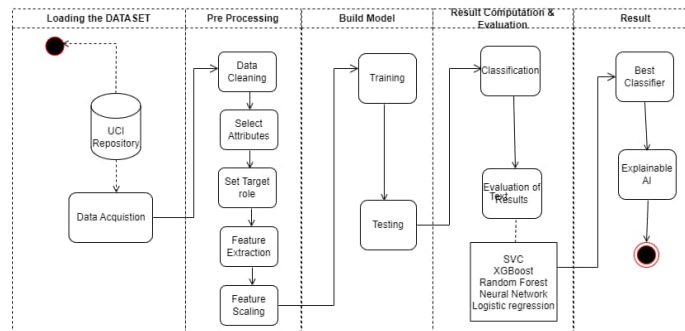 Loading the DATASET
Pre Processing
Build Model
Result Computation &
Evaluation
Result
UCI
Repository
Data Acquistion
Data
Cleaning
Select
Attributes
Set Target
role
Feature
Extraction
Feature
Scaling
Training
Testing
Classification
Evaluation of
Results
Text
SVC
XGBoost
Random Forest
Neural Network
Logistic regression
Best
Classifier
Explainable
AI